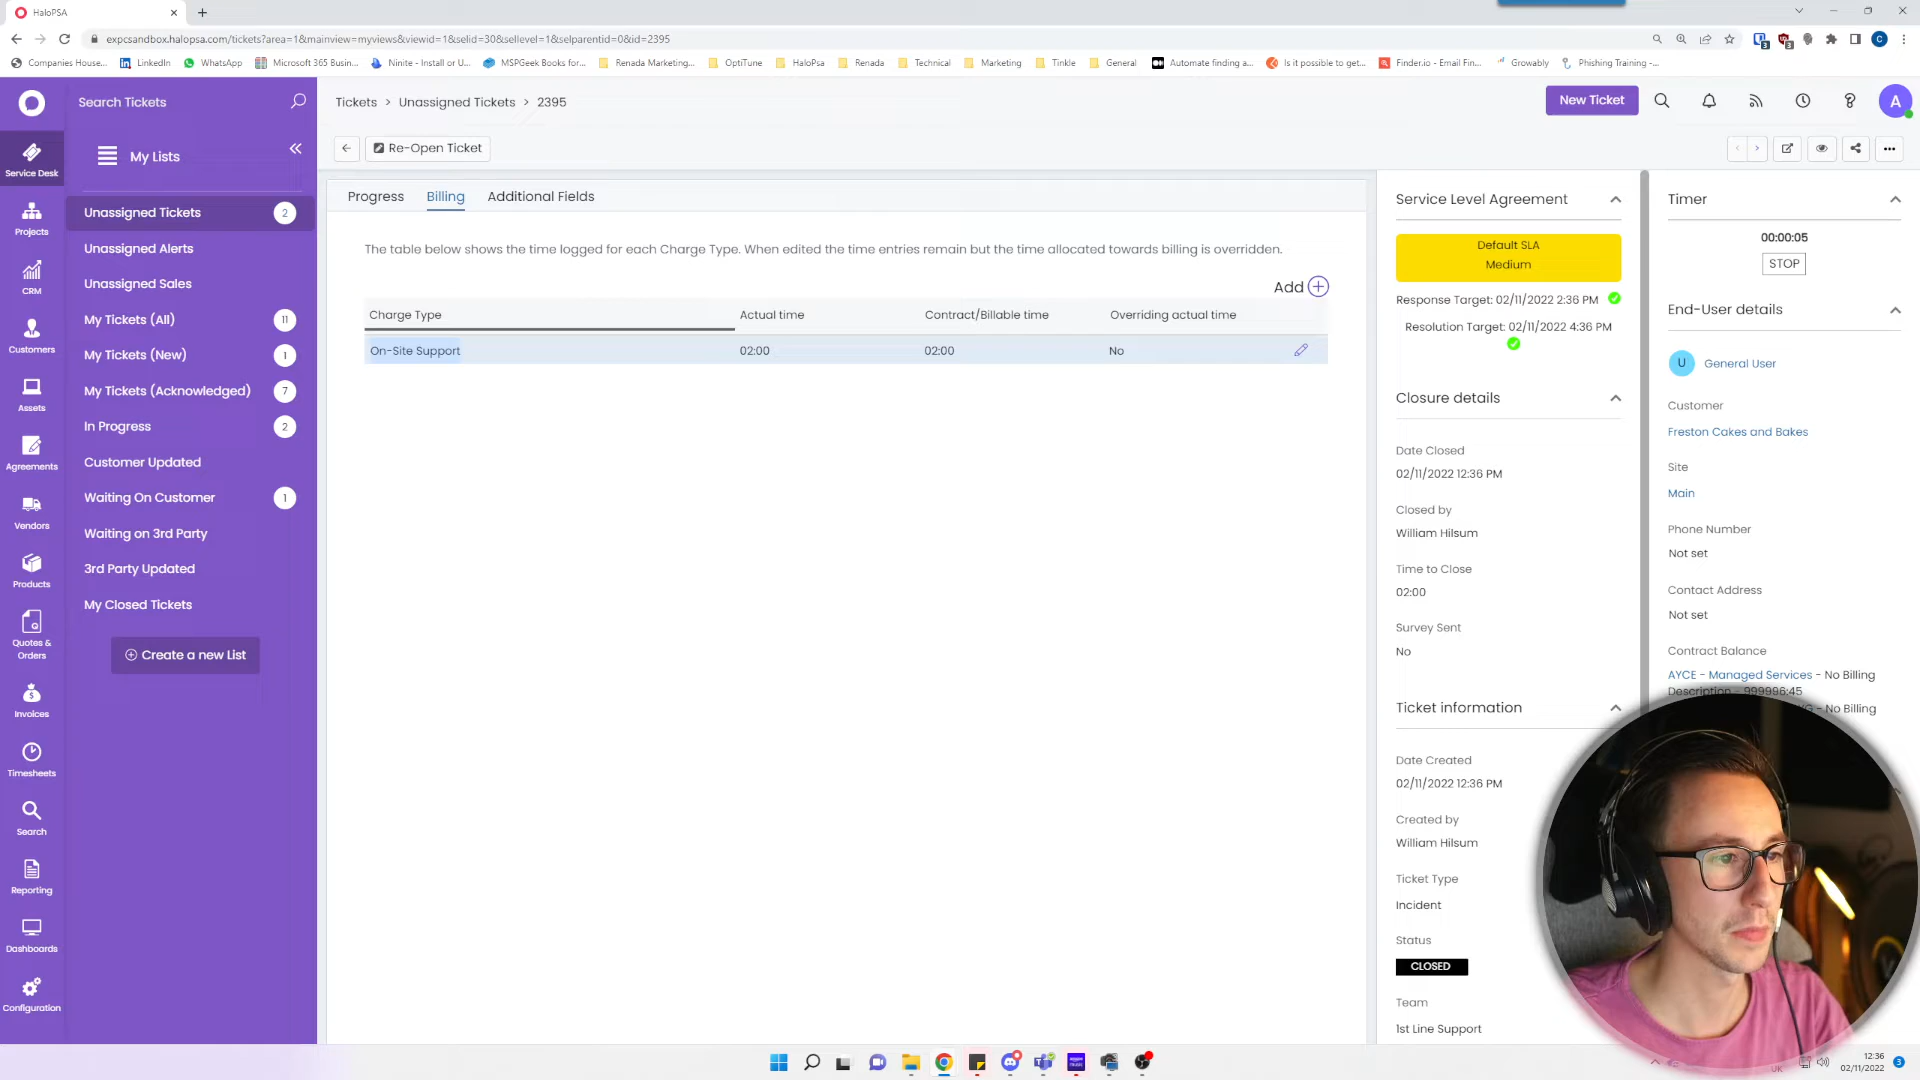 HaloPSA
expcsandbox.halopsa.com/tickets?area=1&mainview=myviews&viewid=1&selid=30&sellevel=1&selparentid=0&id=2395
Companies House... LinkedIn WhatsApp Microsoft 365 Busin... Ninite - Install or U... MSPGeek Books for... Renada Marketing... OptiTune HaloPsa Renada Technical Marketing Tinkle General Automate finding a... Is it possible to get... Finder.io - Email Fin... Growably Phishing Training -...
Search Tickets
Tickets > Unassigned Tickets > 2395
New Ticket
A
Service Desk
My Lists
Re-Open Ticket
Projects
CRM
Customers
Assets
Agreements
Vendors
Products
Quotes & Orders
Invoices
Timesheets
Search
Reporting
Dashboards
Configuration
Unassigned Tickets 2
Unassigned Alerts
Unassigned Sales
My Tickets (All) 11
My Tickets (New) 1
My Tickets (Acknowledged) 7
In Progress 2
Customer Updated
Waiting On Customer 1
Waiting on 3rd Party
3rd Party Updated
My Closed Tickets
Create a new List
Progress Billing Additional Fields
The table below shows the time logged for each Charge Type. When edited the time entries remain but the time allocated towards billing is overridden.
Add
Charge Type Actual time Contract/Billable time Overriding actual time
On-Site Support 02:00 02:00 No
Service Level Agreement
Default SLA
Medium
Response Target: 02/11/2022 2:36 PM
Resolution Target: 02/11/2022 4:36 PM
Closure details
Date Closed
02/11/2022 12:36 PM
Closed by
William Hilsum
Time to Close
02:00
Survey Sent
No
Ticket information
Date Created
02/11/2022 12:36 PM
Created by
William Hilsum
Ticket Type
Incident
Status
CLOSED
Team
1st Line Support
Timer
00:00:05
STOP
End-User details
U General User
Customer
Freston Cakes and Bakes
Site
Main
Phone Number
Not set
Contact Address
Not set
Contract Balance
AYCE - Managed Services - No Billing
Description - 999996:45
- No Billing
UK
12:36
02/11/2022
3